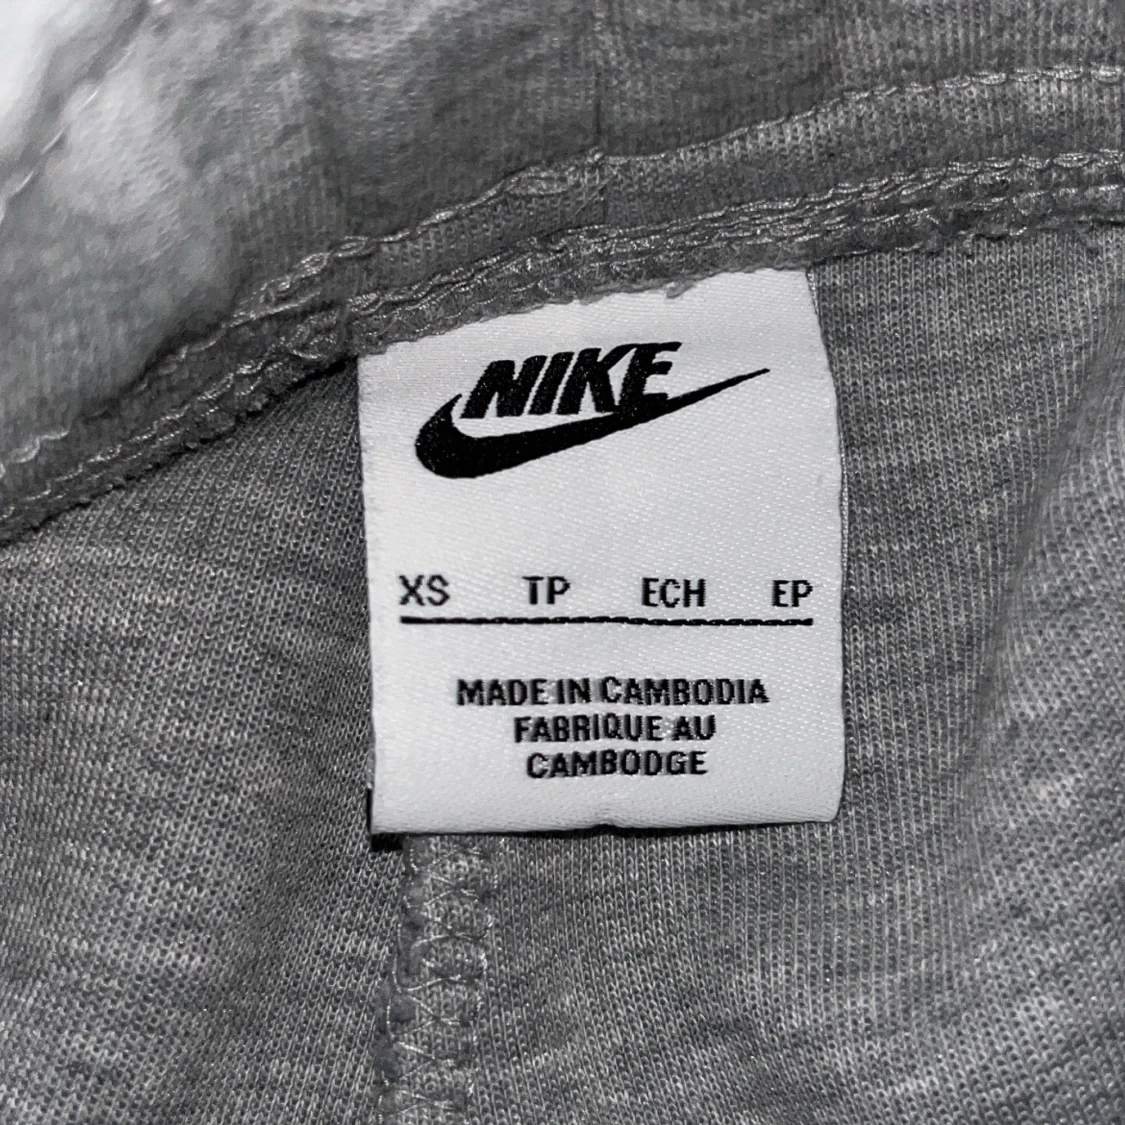 NIKE
XS TP ECH EP
MADE IN CAMBODIA
FABRIQUE AU
CAMBODGE